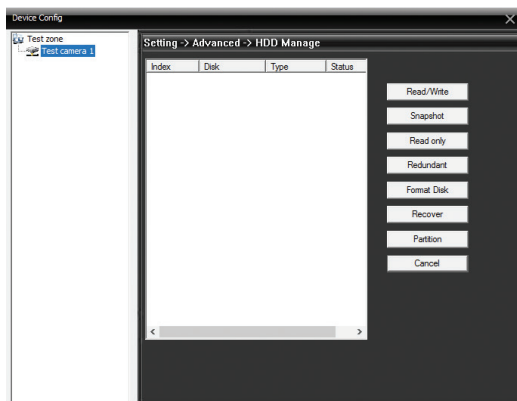 Device Config
Test zone
Test camera 1
Setting -> Advanced -> HDD Manage
Index Disk Type Status
Read/Write
Snapshot
Read only
Redundant
Format Disk
Recover
Partition
Cancel